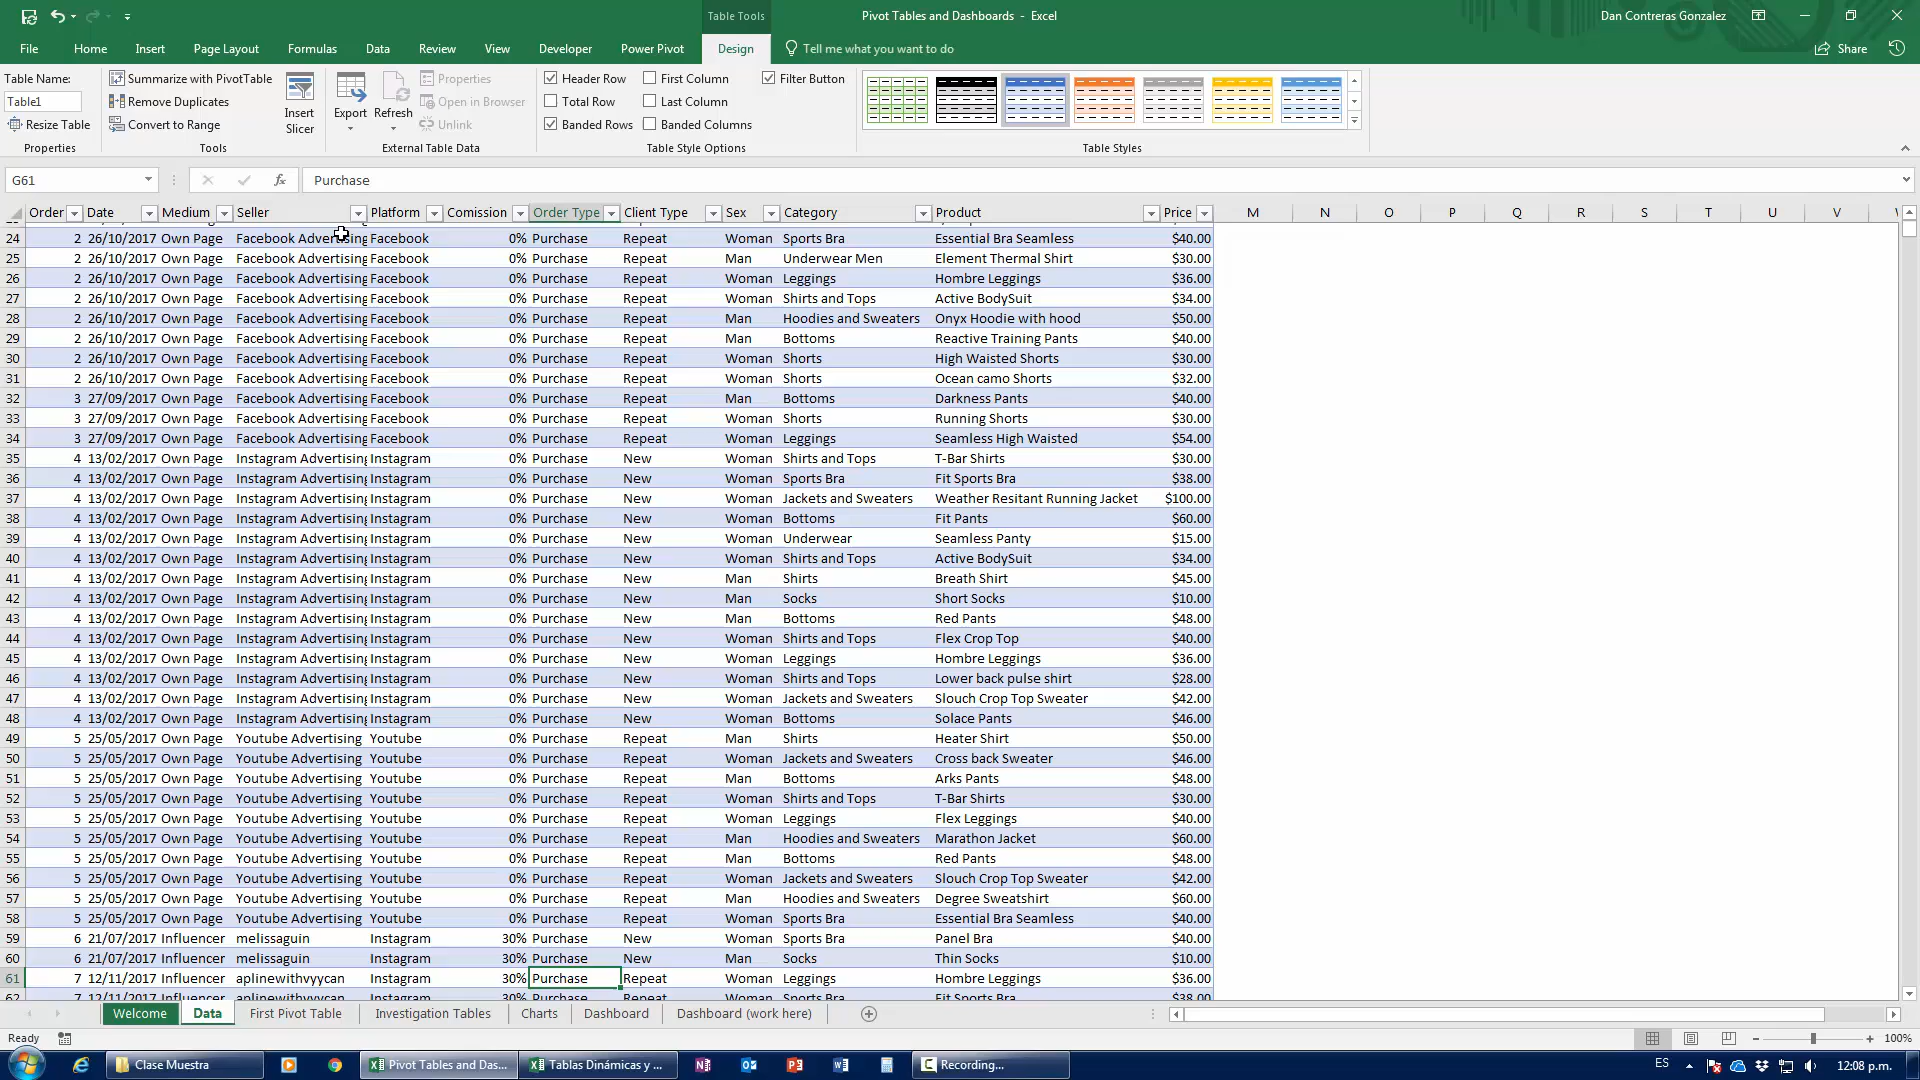 Table Tools
Pivot Tables and Dashboards - Excel
Dan Contreras Gonzalez
File Home Insert Page Layout Formulas Data Review View Developer Power Pivot Design Tell me what you want to do Share
Table Name:
Table1
Resize Table
Properties
Summarize with PivotTable
Remove Duplicates
Convert to Range
Tools
Insert
Slicer
Export
Refresh
Properties
Open in Browser
Unlink
External Table Data
Header Row First Column Filter Button
Total Row Last Column
Banded Rows Banded Columns
Table Style Options
Table Styles
G61 fx Purchase
Order Date Medium Seller Platform Comission Order Type Client Type Sex Category Product Price M N O P Q R S T U V
24 2 26/10/2017 Own Page Facebook Advertising Facebook 0% Purchase Repeat Woman Sports Bra Essential Bra Seamless $40.00
25 2 26/10/2017 Own Page Facebook Advertising Facebook 0% Purchase Repeat Man Underwear Men Element Thermal Shirt $30.00
26 2 26/10/2017 Own Page Facebook Advertising Facebook 0% Purchase Repeat Woman Leggings Hombre Leggings $36.00
27 2 26/10/2017 Own Page Facebook Advertising Facebook 0% Purchase Repeat Woman Shirts and Tops Active BodySuit $34.00
28 2 26/10/2017 Own Page Facebook Advertising Facebook 0% Purchase Repeat Man Hoodies and Sweaters Onyx Hoodie with hood $50.00
29 2 26/10/2017 Own Page Facebook Advertising Facebook 0% Purchase Repeat Man Bottoms Reactive Training Pants $40.00
30 2 26/10/2017 Own Page Facebook Advertising Facebook 0% Purchase Repeat Woman Shorts High Waisted Shorts $30.00
31 2 26/10/2017 Own Page Facebook Advertising Facebook 0% Purchase Repeat Woman Shorts Ocean camo Shorts $32.00
32 3 27/09/2017 Own Page Facebook Advertising Facebook 0% Purchase Repeat Man Bottoms Darkness Pants $40.00
33 3 27/09/2017 Own Page Facebook Advertising Facebook 0% Purchase Repeat Woman Shorts Running Shorts $30.00
34 3 27/09/2017 Own Page Facebook Advertising Facebook 0% Purchase Repeat Woman Leggings Seamless High Waisted $54.00
35 4 13/02/2017 Own Page Instagram Advertising Instagram 0% Purchase New Woman Shirts and Tops T-Bar Shirts $30.00
36 4 13/02/2017 Own Page Instagram Advertising Instagram 0% Purchase New Woman Sports Bra Fit Sports Bra $38.00
37 4 13/02/2017 Own Page Instagram Advertising Instagram 0% Purchase New Woman Jackets and Sweaters Weather Resitant Running Jacket $100.00
38 4 13/02/2017 Own Page Instagram Advertising Instagram 0% Purchase New Woman Bottoms Fit Pants $60.00
39 4 13/02/2017 Own Page Instagram Advertising Instagram 0% Purchase New Woman Underwear Seamless Panty $15.00
40 4 13/02/2017 Own Page Instagram Advertising Instagram 0% Purchase New Woman Shirts and Tops Active BodySuit $34.00
41 4 13/02/2017 Own Page Instagram Advertising Instagram 0% Purchase New Man Shirts Breath Shirt $45.00
42 4 13/02/2017 Own Page Instagram Advertising Instagram 0% Purchase New Man Socks Short Socks $10.00
43 4 13/02/2017 Own Page Instagram Advertising Instagram 0% Purchase New Man Bottoms Red Pants $48.00
44 4 13/02/2017 Own Page Instagram Advertising Instagram 0% Purchase New Woman Shirts and Tops Flex Crop Top $40.00
45 4 13/02/2017 Own Page Instagram Advertising Instagram 0% Purchase New Woman Leggings Hombre Leggings $36.00
46 4 13/02/2017 Own Page Instagram Advertising Instagram 0% Purchase New Woman Shirts and Tops Lower back pulse shirt $28.00
47 4 13/02/2017 Own Page Instagram Advertising Instagram 0% Purchase New Woman Jackets and Sweaters Slouch Crop Top Sweater $42.00
48 4 13/02/2017 Own Page Instagram Advertising Instagram 0% Purchase New Woman Bottoms Solace Pants $46.00
49 5 25/05/2017 Own Page Youtube Advertising Youtube 0% Purchase Repeat Man Shirts Heater Shirt $50.00
50 5 25/05/2017 Own Page Youtube Advertising Youtube 0% Purchase Repeat Woman Jackets and Sweaters Cross back Sweater $46.00
51 5 25/05/2017 Own Page Youtube Advertising Youtube 0% Purchase Repeat Man Bottoms Arks Pants $48.00
52 5 25/05/2017 Own Page Youtube Advertising Youtube 0% Purchase Repeat Woman Shirts and Tops T-Bar Shirts $30.00
53 5 25/05/2017 Own Page Youtube Advertising Youtube 0% Purchase Repeat Woman Leggings Flex Leggings $40.00
54 5 25/05/2017 Own Page Youtube Advertising Youtube 0% Purchase Repeat Man Hoodies and Sweaters Marathon Jacket $60.00
55 5 25/05/2017 Own Page Youtube Advertising Youtube 0% Purchase Repeat Man Bottoms Red Pants $48.00
56 5 25/05/2017 Own Page Youtube Advertising Youtube 0% Purchase Repeat Woman Jackets and Sweaters Slouch Crop Top Sweater $42.00
57 5 25/05/2017 Own Page Youtube Advertising Youtube 0% Purchase Repeat Man Hoodies and Sweaters Degree Sweatshirt $60.00
58 5 25/05/2017 Own Page Youtube Advertising Youtube 0% Purchase Repeat Woman Sports Bra Essential Bra Seamless $40.00
59 6 21/07/2017 Influencer melissaguin Instagram 30% Purchase New Woman Sports Bra Panel Bra $40.00
60 6 21/07/2017 Influencer melissaguin Instagram 30% Purchase New Man Socks Thin Socks $10.00
61 7 12/11/2017 Influencer aplinewithvyycan Instagram 30% Purchase Repeat Woman Leggings Hombre Leggings $36.00
62 7 12/11/2017 Influencer aplinewithvyycan Instagram 30% Purchase Repeat Woman Sports Bra Fit Sports Bra $38.00
Welcome Data First Pivot Table Investigation Tables Charts Dashboard Dashboard (work here)
Ready 100%
Clase Muestra Pivot Tables and Das... Tablas Dinámicas y ... Recording... ES 12:08 p.m.